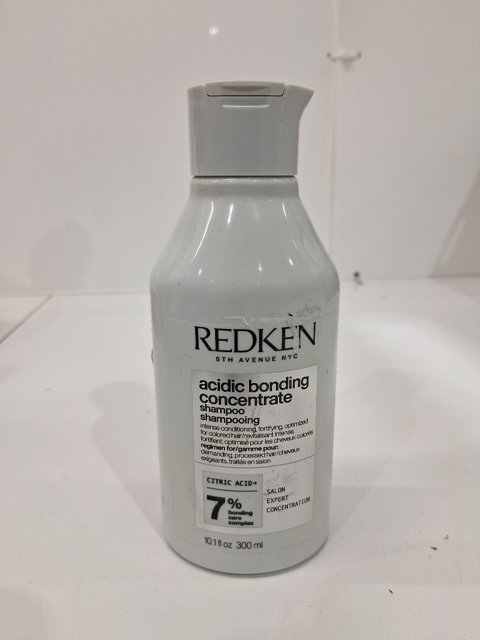 REDKEN
5TH AVENUE NYC
acidic bonding
concentrate
shampoo
shampooing
intense conditioning, fortifying, optimized
for colored hair/revitalisant intense,
fortifiant, optimisé pour les cheveux colorés
regimen for/gamme pour:
demanding, processed hair/cheveux
exigeants, traités en salon
CITRIC ACID+
7%
bonding
care
complex
SALON
EXPERT
CONCENTRATION
10.1 fl oz 300 ml